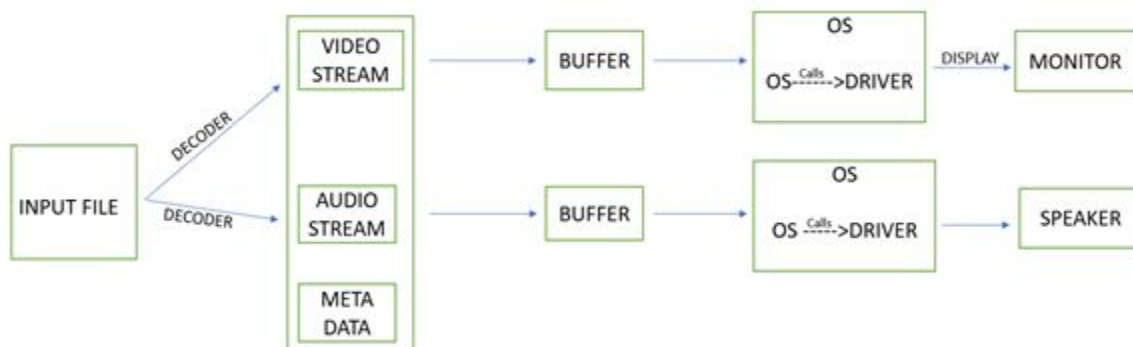 INPUT FILE
DECODER
DECODER
VIDEO
STREAM
AUDIO
STREAM
META
DATA
BUFFER
OS
OS Calls ------>DRIVER
DISPLAY
MONITOR
BUFFER
OS
OS Calls ------>DRIVER
SPEAKER